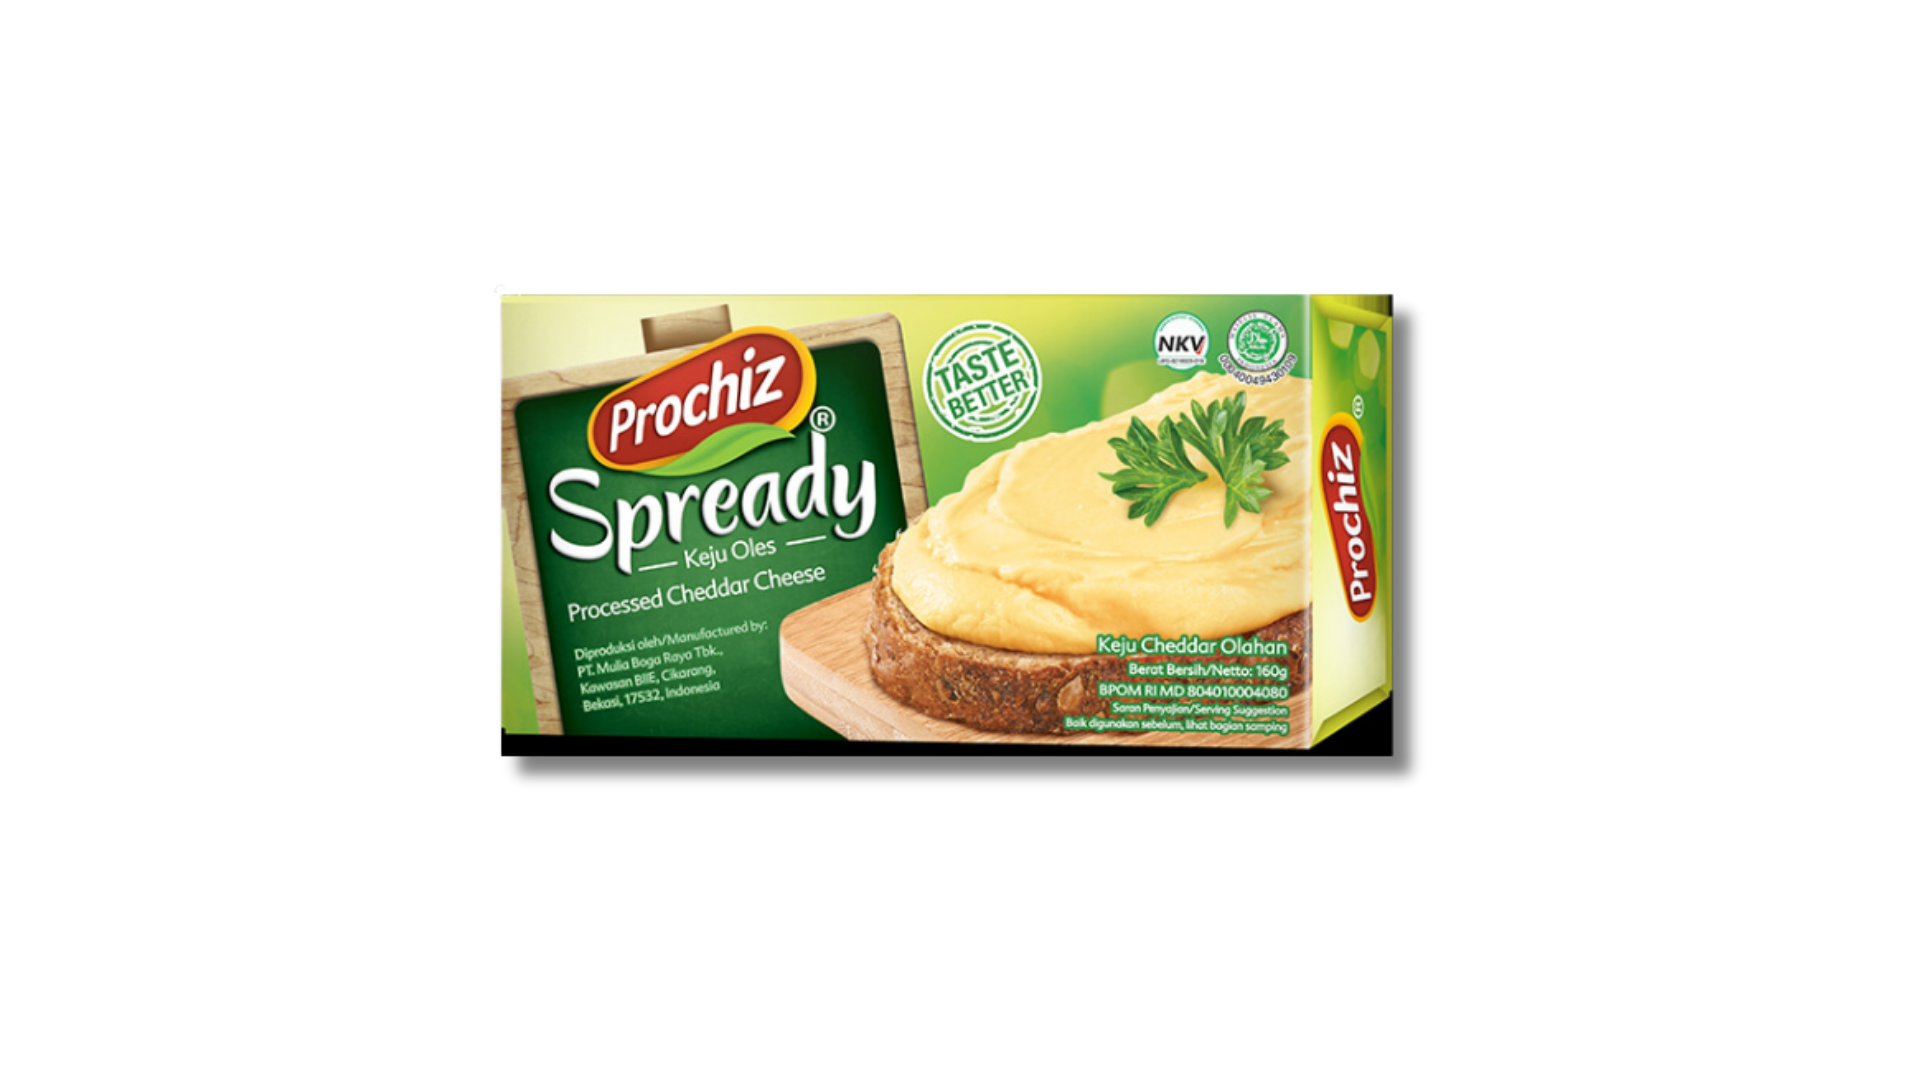 Prochiz
®
Spready
Keju Oles
Processed Cheddar Cheese
Diproduksi oleh/Manufactured by:
PT. Mulia Boga Raya Tbk.,
Kawasan BIIE, Cikarang,
Bekasi, 17532, Indonesia
TASTE
BETTER
NKV
Keju Cheddar Olahan
Berat Bersih/Netto: 160g
BPOM RI MD 804010004080
Saran Penyajian/Serving Suggestion
Baik digunakan sebelum, lihat bagian samping
Prochiz
®